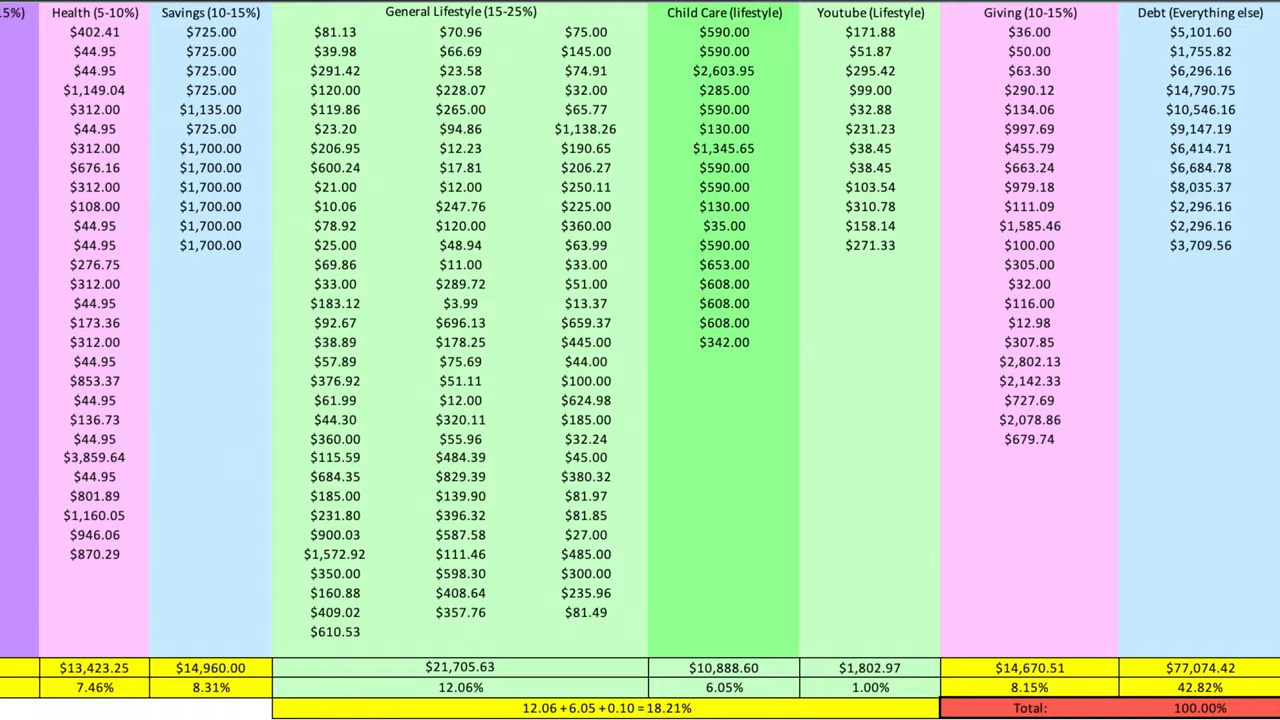 5%) Health (5-10%) Savings (10-15%) General Lifestyle (15-25%) Child Care (lifestyle) Youtube (Lifestyle) Giving (10-15%) Debt (Everything else)
$402.41 $725.00 $81.13 $70.96 $75.00 $590.00 $171.88 $36.00 $5,101.60
$44.95 $725.00 $39.98 $66.69 $145.00 $590.00 $51.87 $50.00 $1,755.82
$44.95 $725.00 $291.42 $23.58 $74.91 $2,603.95 $295.42 $63.30 $6,296.16
$1,149.04 $725.00 $120.00 $228.07 $32.00 $285.00 $99.00 $290.12 $14,790.75
$312.00 $1,135.00 $119.86 $265.00 $65.77 $590.00 $32.88 $134.06 $10,546.16
$44.95 $725.00 $23.20 $94.86 $1,138.26 $130.00 $231.23 $997.69 $9,147.19
$312.00 $1,700.00 $206.95 $12.23 $190.65 $1,345.65 $38.45 $455.79 $6,414.71
$676.16 $1,700.00 $600.24 $17.81 $206.27 $590.00 $38.45 $663.24 $6,684.78
$312.00 $1,700.00 $21.00 $12.00 $250.11 $590.00 $103.54 $979.18 $8,035.37
$108.00 $1,700.00 $10.06 $247.76 $225.00 $130.00 $310.78 $111.09 $2,296.16
$44.95 $1,700.00 $78.92 $120.00 $360.00 $35.00 $158.14 $1,585.46 $2,296.16
$44.95 $1,700.00 $25.00 $48.94 $63.99 $590.00 $271.33 $100.00 $3,709.56
$276.75 $69.86 $11.00 $33.00 $653.00 $305.00
$312.00 $33.00 $289.72 $51.00 $608.00 $32.00
$44.95 $183.12 $3.99 $13.37 $608.00 $116.00
$173.36 $92.67 $696.13 $659.37 $608.00 $12.98
$312.00 $38.89 $178.25 $445.00 $342.00 $307.85
$44.95 $57.89 $75.69 $44.00 $2,802.13
$853.37 $376.92 $51.11 $100.00 $2,142.33
$44.95 $61.99 $12.00 $624.98 $727.69
$136.73 $44.30 $320.11 $185.00 $2,078.86
$44.95 $360.00 $55.96 $32.24 $679.74
$3,859.64 $115.59 $484.39 $45.00
$44.95 $684.35 $829.39 $380.32
$801.89 $185.00 $139.90 $81.97
$1,160.05 $231.80 $396.32 $81.85
$946.06 $900.03 $587.58 $27.00
$870.29 $1,572.92 $111.46 $485.00
$350.00 $598.30 $300.00
$160.88 $408.64 $235.96
$409.02 $357.76 $81.49
$610.53
$13,423.25 $14,960.00 $21,705.63 $10,888.60 $1,802.97 $14,670.51 $77,074.42
7.46% 8.31% 12.06% 6.05% 1.00% 8.15% 42.82%
12.06 + 6.05 + 0.10 = 18.21% Total: 100.00%